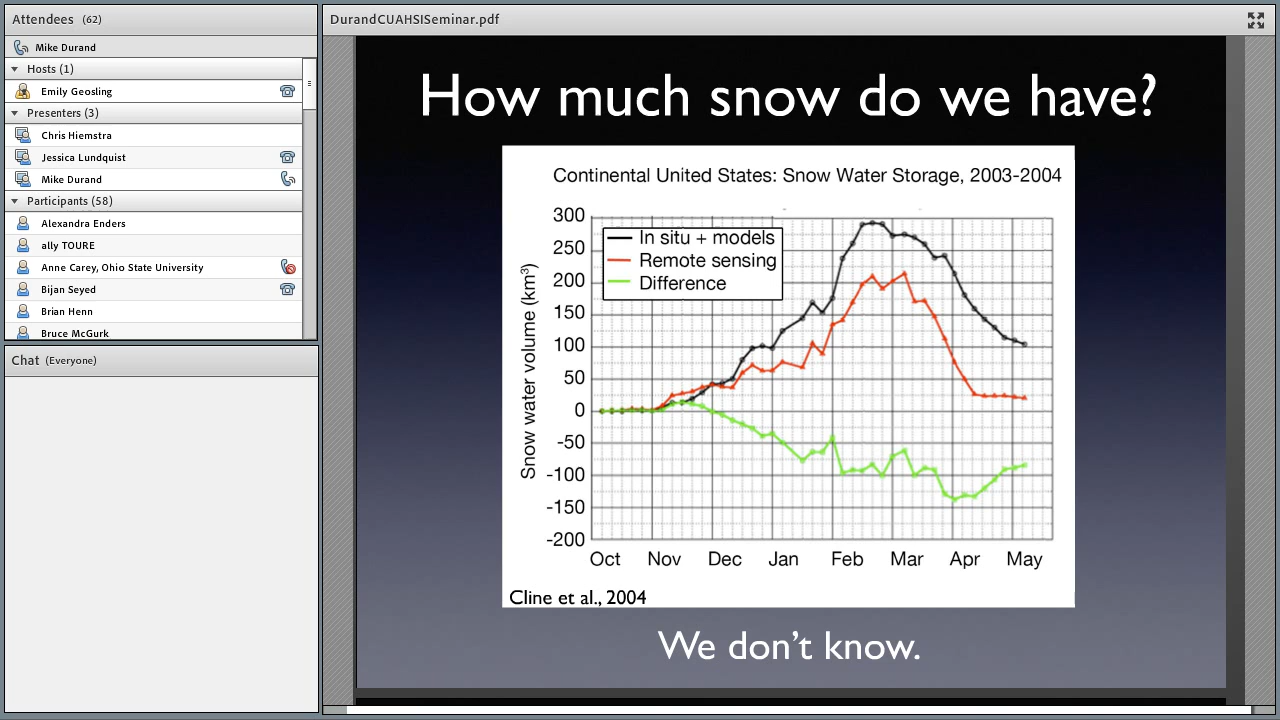 Attendees (62)
Mike Durand
Hosts (1)
Emily Geosling
Presenters (3)
Chris Hiemstra
Jessica Lundquist
Mike Durand
Participants (58)
Alexandra Enders
ally TOURE
Anne Carey, Ohio State University
Bijan Seyed
Brian Henn
Bruce McGurk
Chat (Everyone)
DurandCUAHSISeminar.pdf
How much snow do we have?
Continental United States: Snow Water Storage, 2003-2004
In situ + models
Remote sensing
Difference
Snow water volume (km³)
300
250
200
150
100
50
0
-50
-100
-150
-200
Oct Nov Dec Jan Feb Mar Apr May
Cline et al., 2004
We don't know.